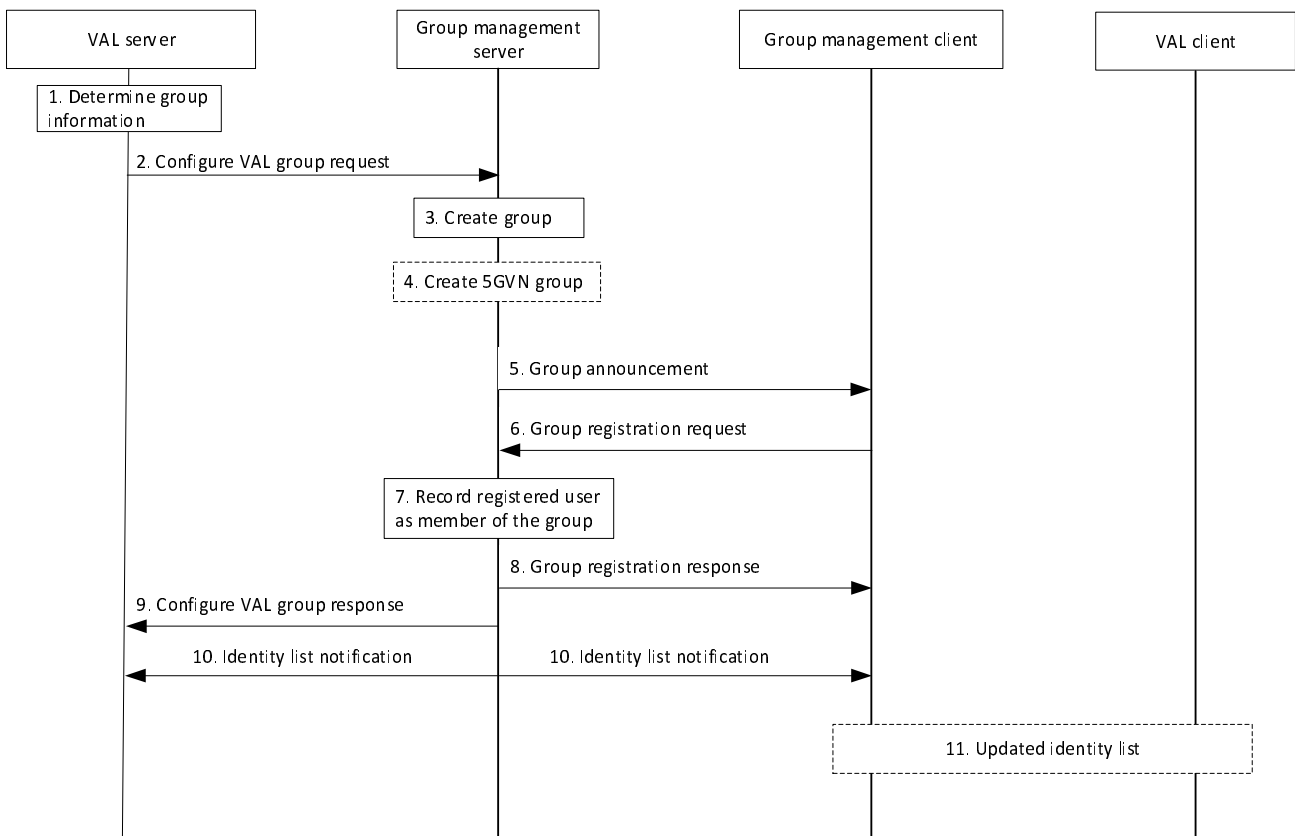 VAL server
Group management
server
Group management client
VAL client
1. Determine group
information
2. Configure VAL group request
3. Create group
4. Create 5GVN group
5. Group announcement
6. Group registration request
7. Record registered user
as member of the group
8. Group registration response
9. Configure VAL group response
10. Identity list notification
10. Identity list notification
11. Updated identity list